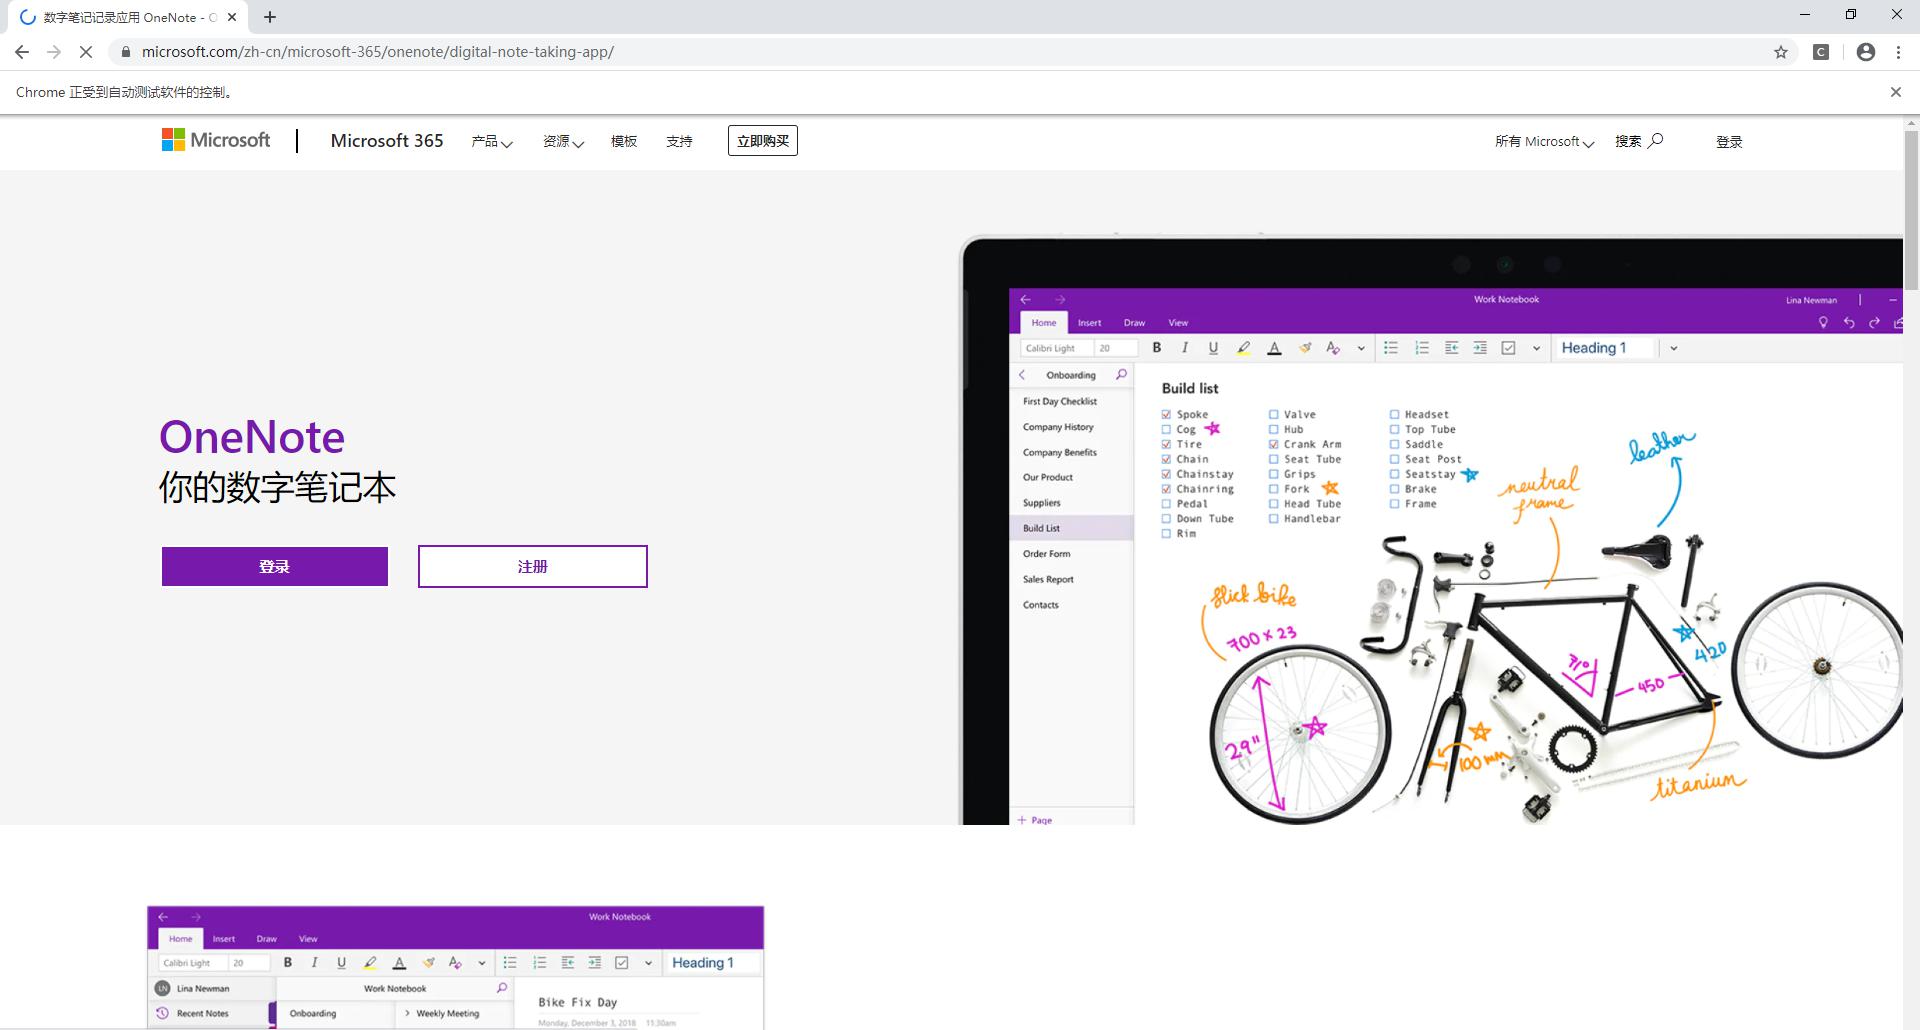 数字笔记记录应用 OneNote - O
microsoft.com/zh-cn/microsoft-365/onenote/digital-note-taking-app/
Chrome 正受到自动测试软件的控制。
Microsoft
Microsoft 365
产品
资源
模板
支持
立即购买
所有 Microsoft
搜索
登录
OneNote
你的数字笔记本
登录
注册
Work Notebook
Lina Newman
Home Insert Draw View
Calibri Light 20 B I U A A Heading 1
Onboarding
First Day Checklist
Company History
Company Benefits
Our Product
Suppliers
Build List
Order Form
Sales Report
Contacts
+ Page
Build list
Spoke
Cog
Tire
Chain
Chainstay
Chainring
Pedal
Down Tube
Rim
Valve
Hub
Crank Arm
Seat Tube
Grips
Fork
Head Tube
Handlebar
Headset
Top Tube
Saddle
Seat Post
Seatstay
Brake
Frame
leather
neutral
frame
slick bike
700 x 23
29"
71°
450
420
100 mm
titanium
Work Notebook
Home Insert Draw View
Calibri Light 20 B I U A A Heading 1
LN Lina Newman
Work Notebook
Recent Notes
Onboarding
Weekly Meeting
Bike Fix Day
Monday, December 3, 2018 11:30am